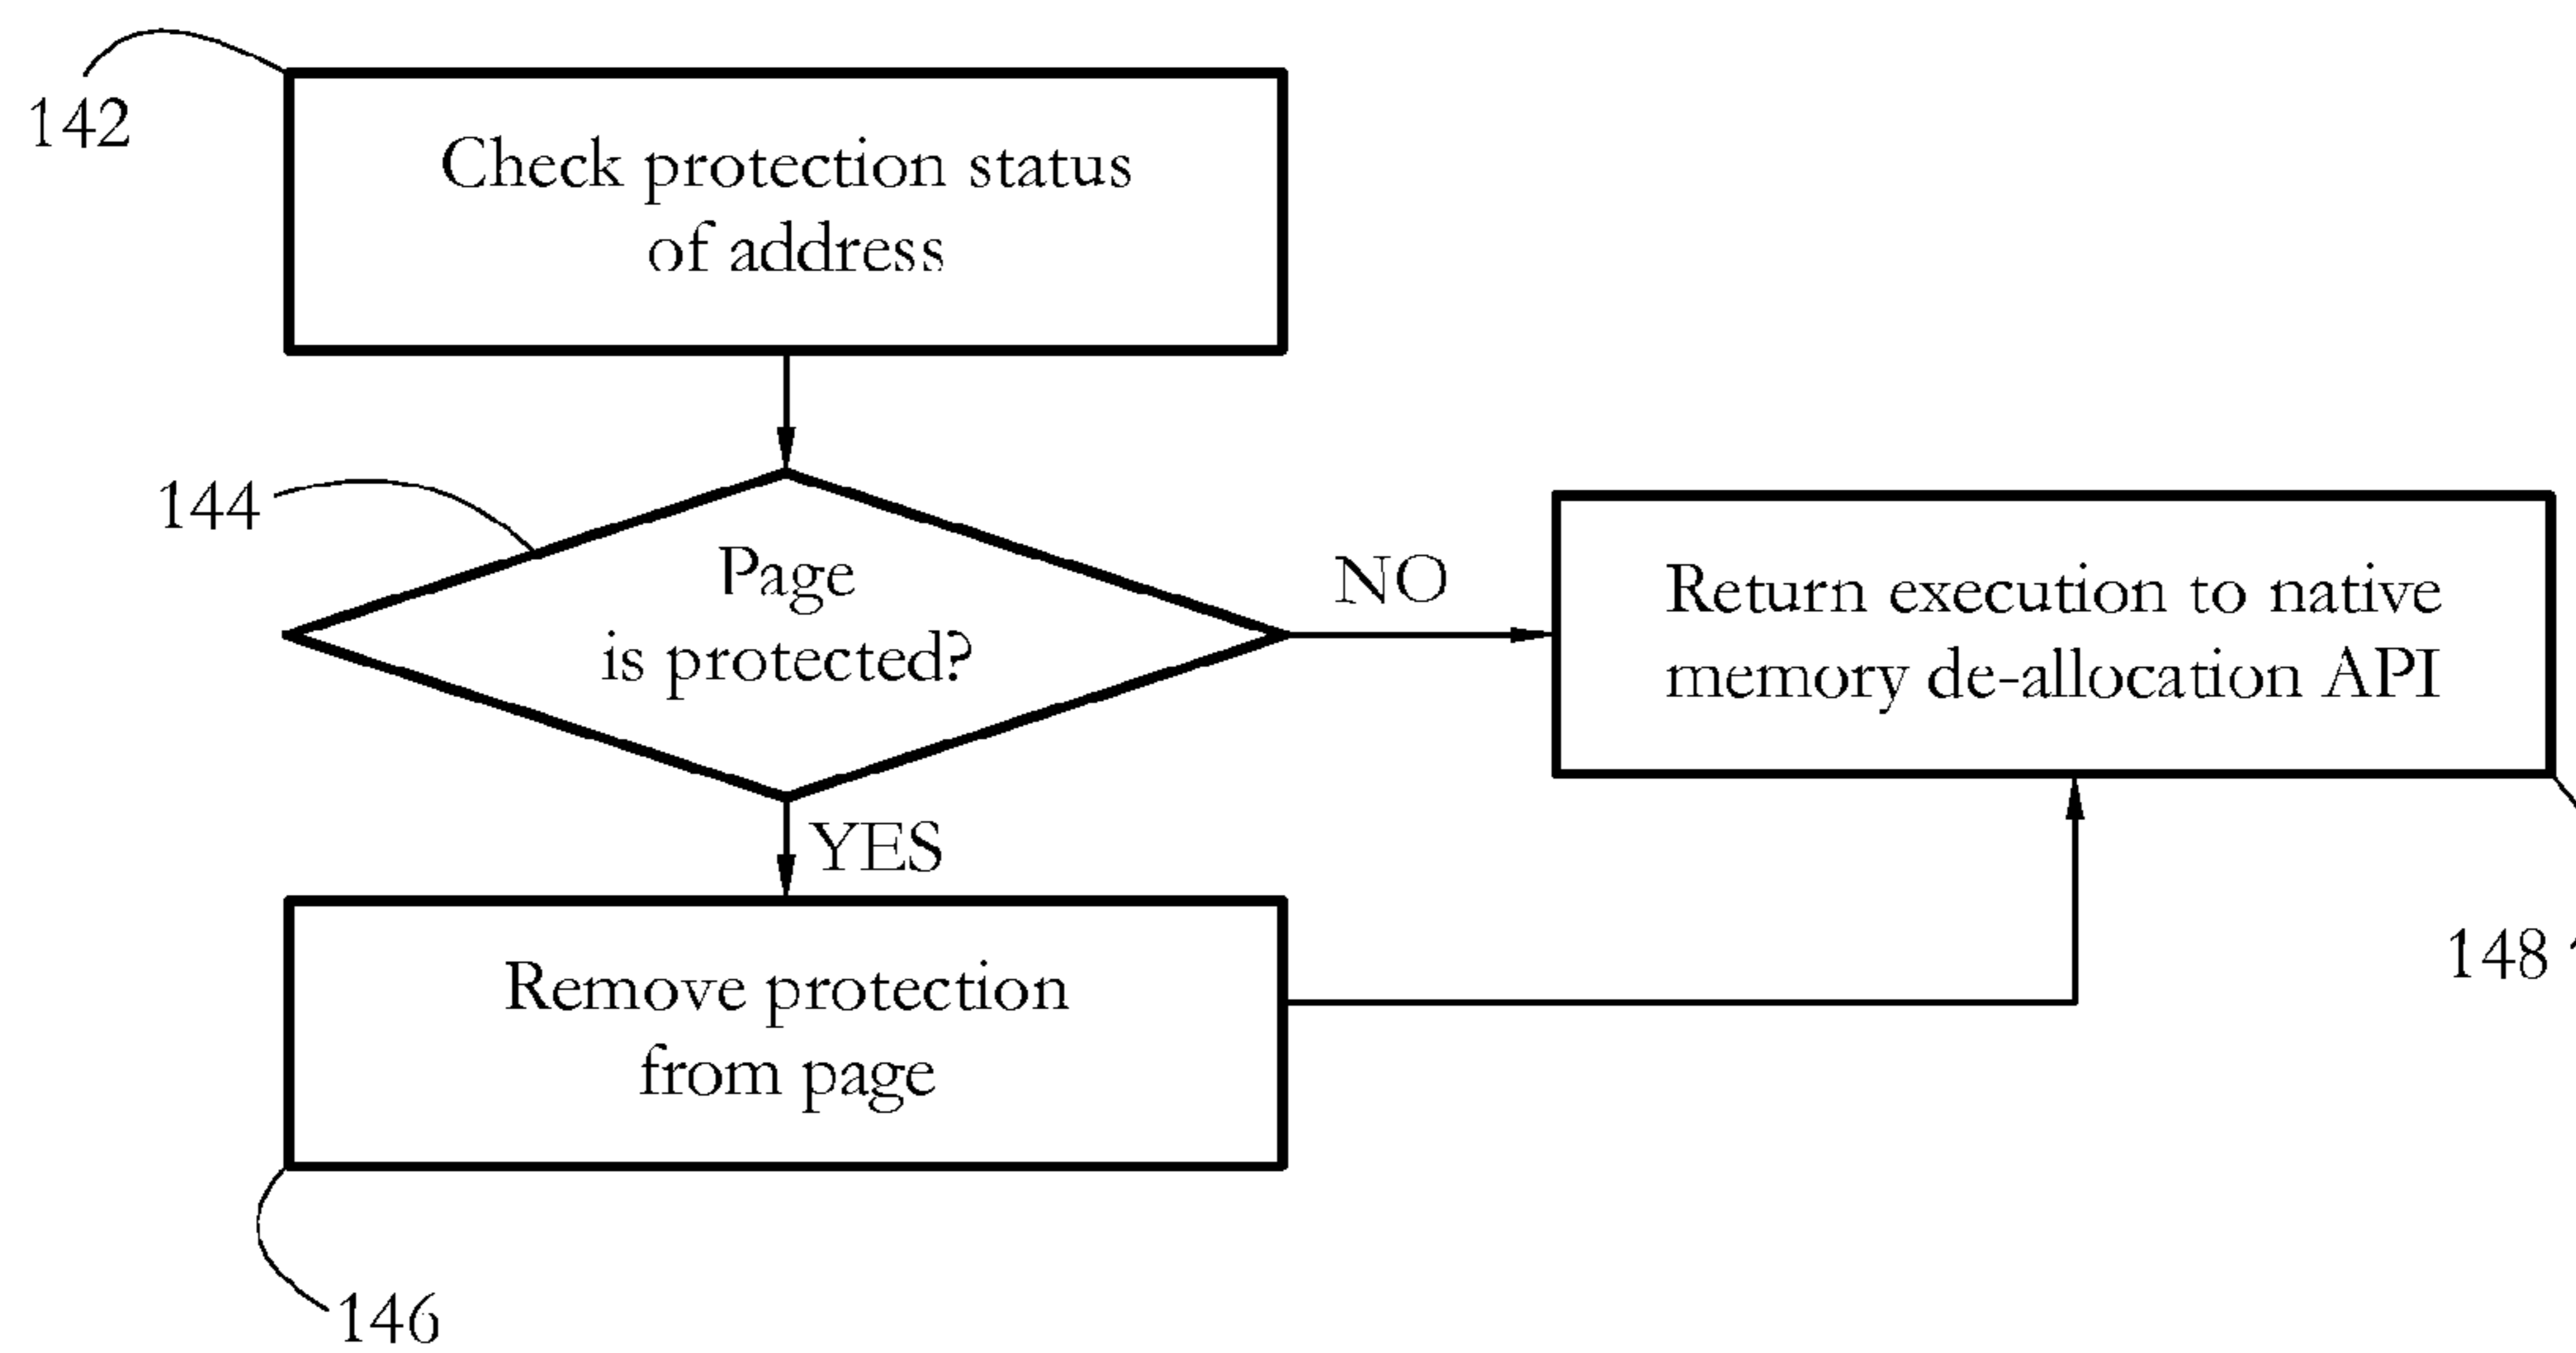 142
Check protection status
of address
144
Page
is protected?
NO
Return execution to native
memory de-allocation API
YES
148
Remove protection
from page
146